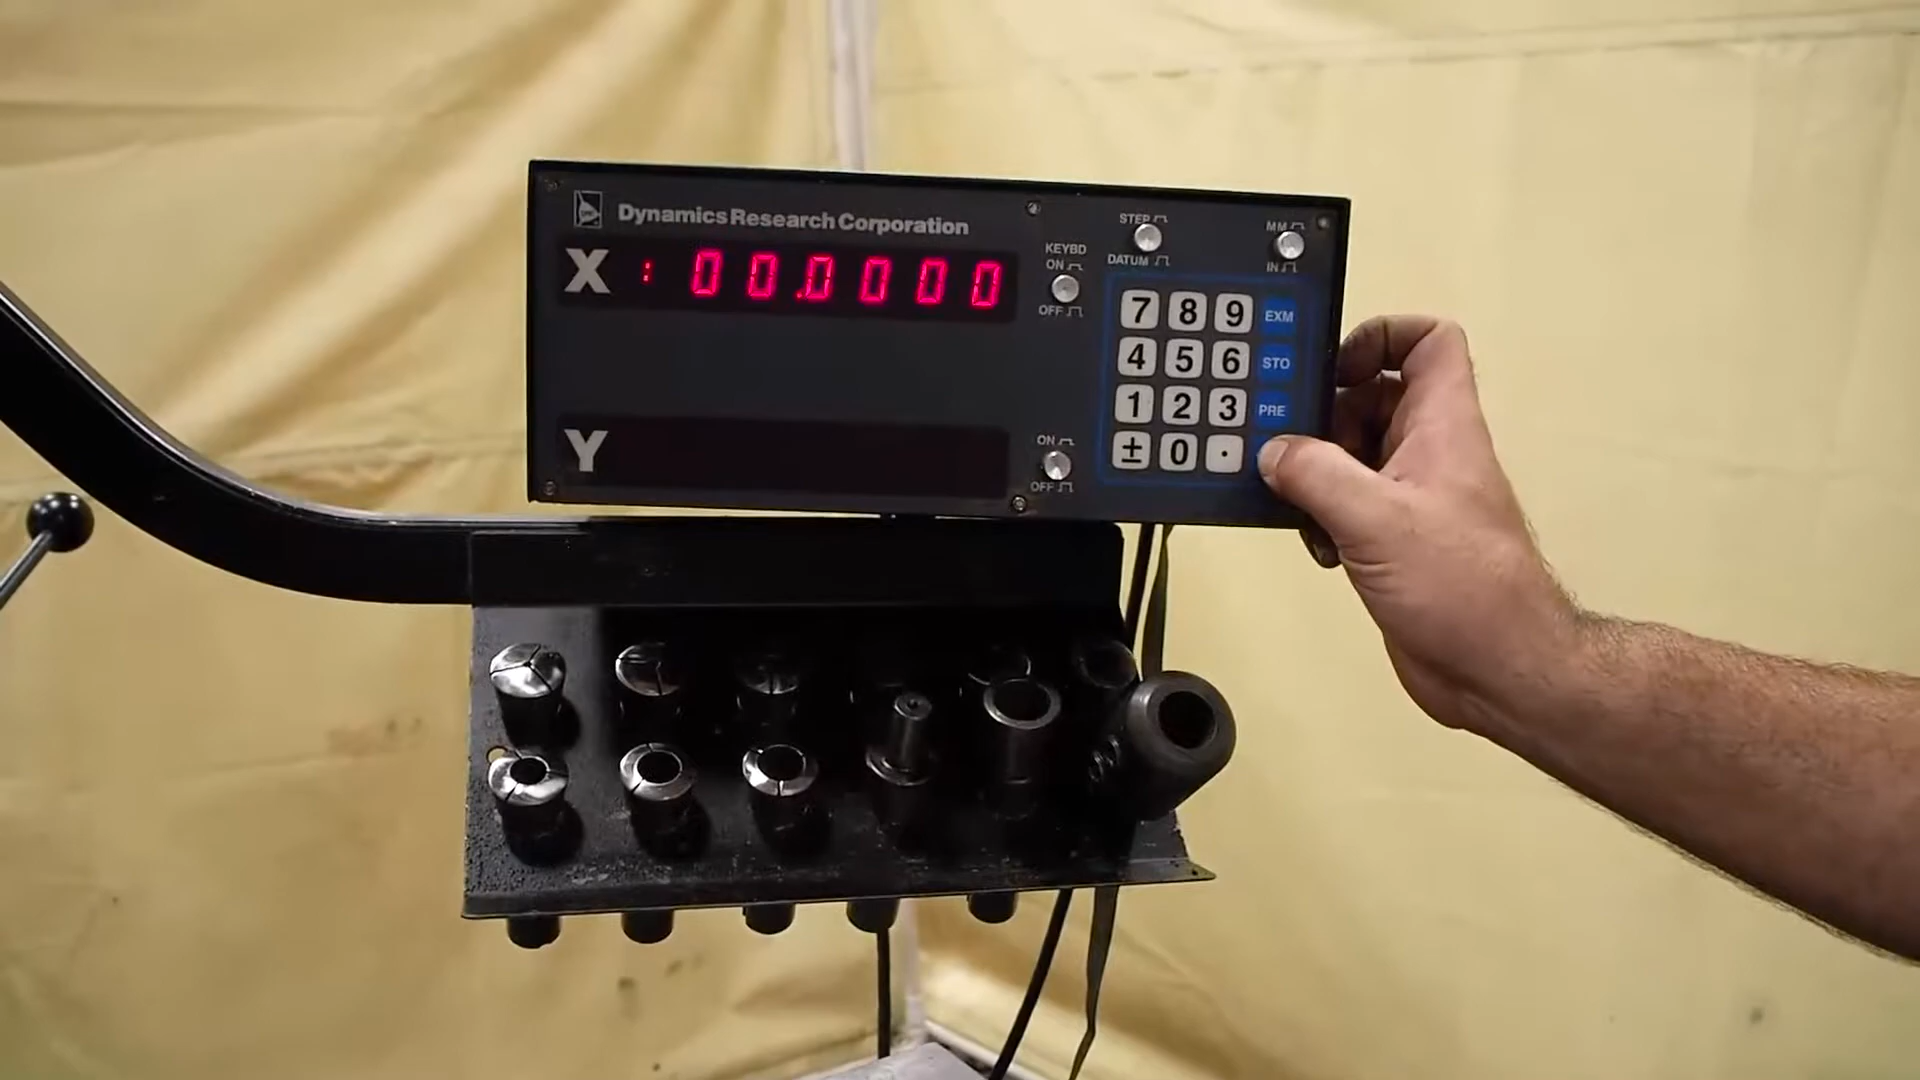 Dynamics Research Corporation
X : 00.0000
Y
KEYBD
ON
OFF
ON
OFF
STEP
DATUM
MM
IN
7 8 9 EXM
4 5 6 STO
1 2 3 PRE
± 0 .